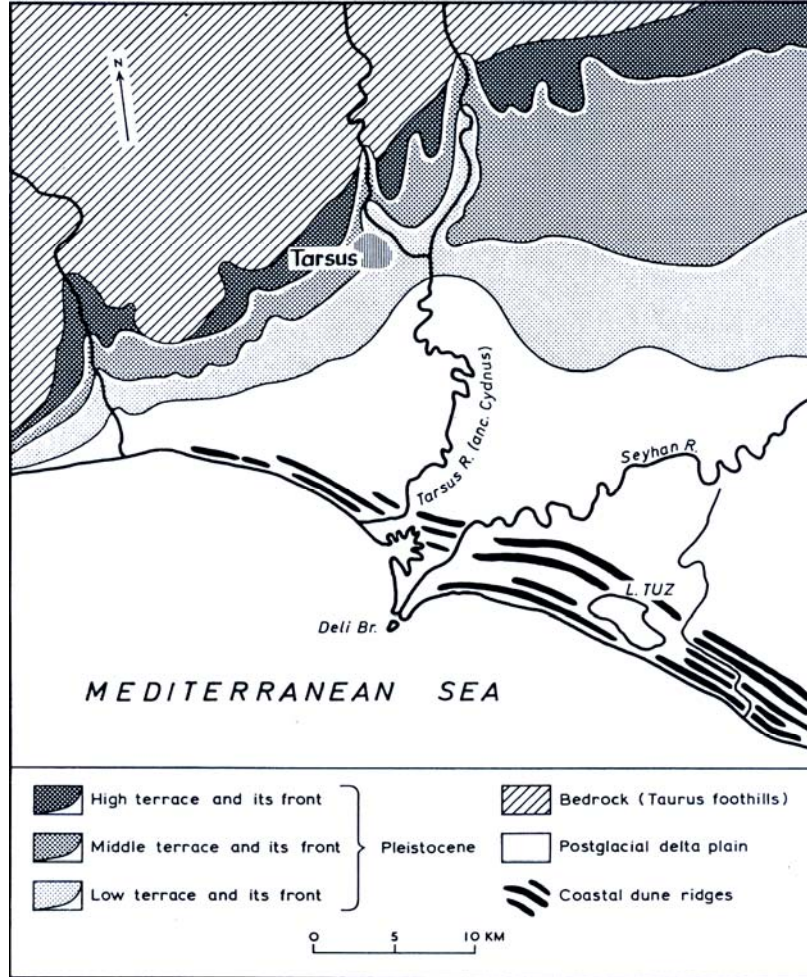 N
Tarsus
Tarsus R. (anc. Cydnus)
Seyhan R.
L. TUZ
Deli Br.
MEDITERRANEAN SEA
High terrace and its front
Middle terrace and its front
Low terrace and its front
Pleistocene
Bedrock (Taurus foothills)
Postglacial delta plain
Coastal dune ridges
0 5 10 KM